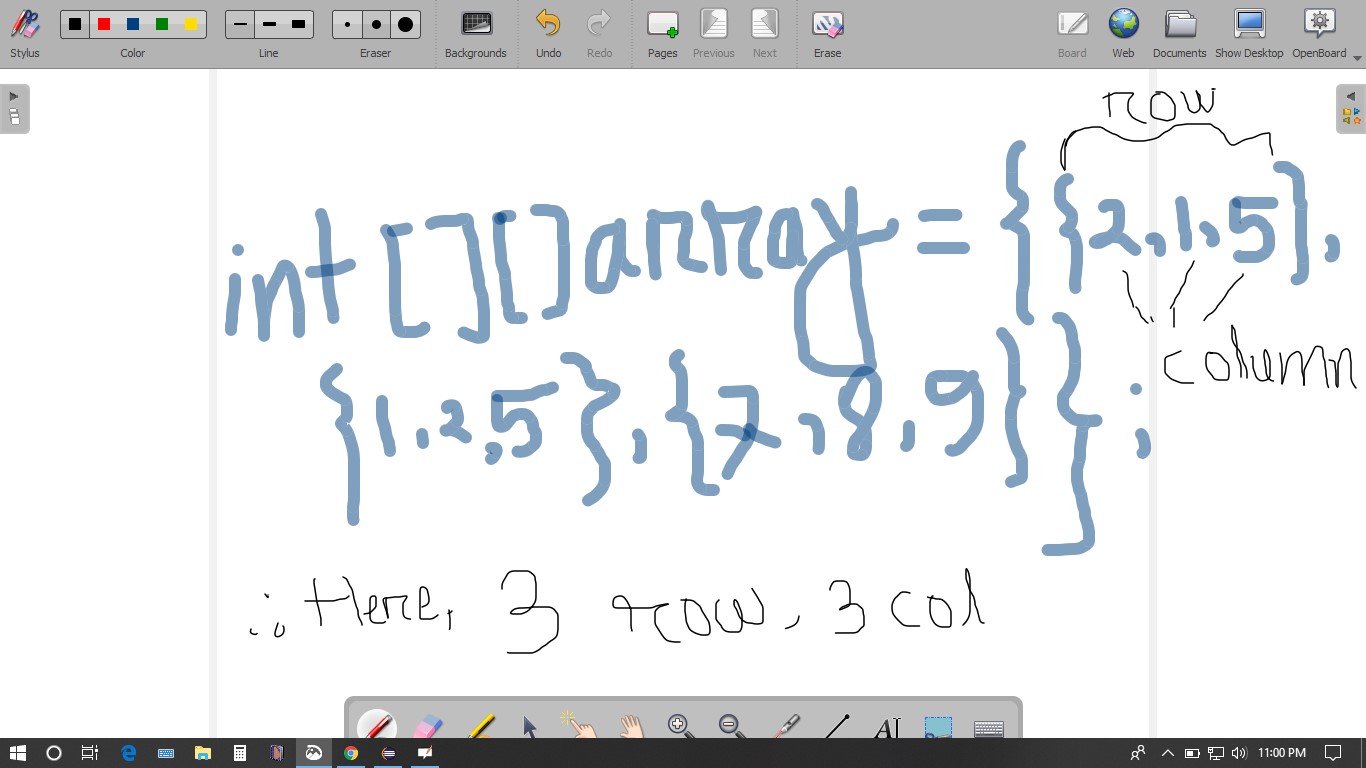 Stylus Color Line Eraser Backgrounds Undo Redo Pages Previous Next Erase Board Web Documents Show Desktop OpenBoard
row
int[][]array = {{2,1,5},
column
{1,2,5},{7,8,9}};
∴ Here, 3 row, 3 col
11:00 PM